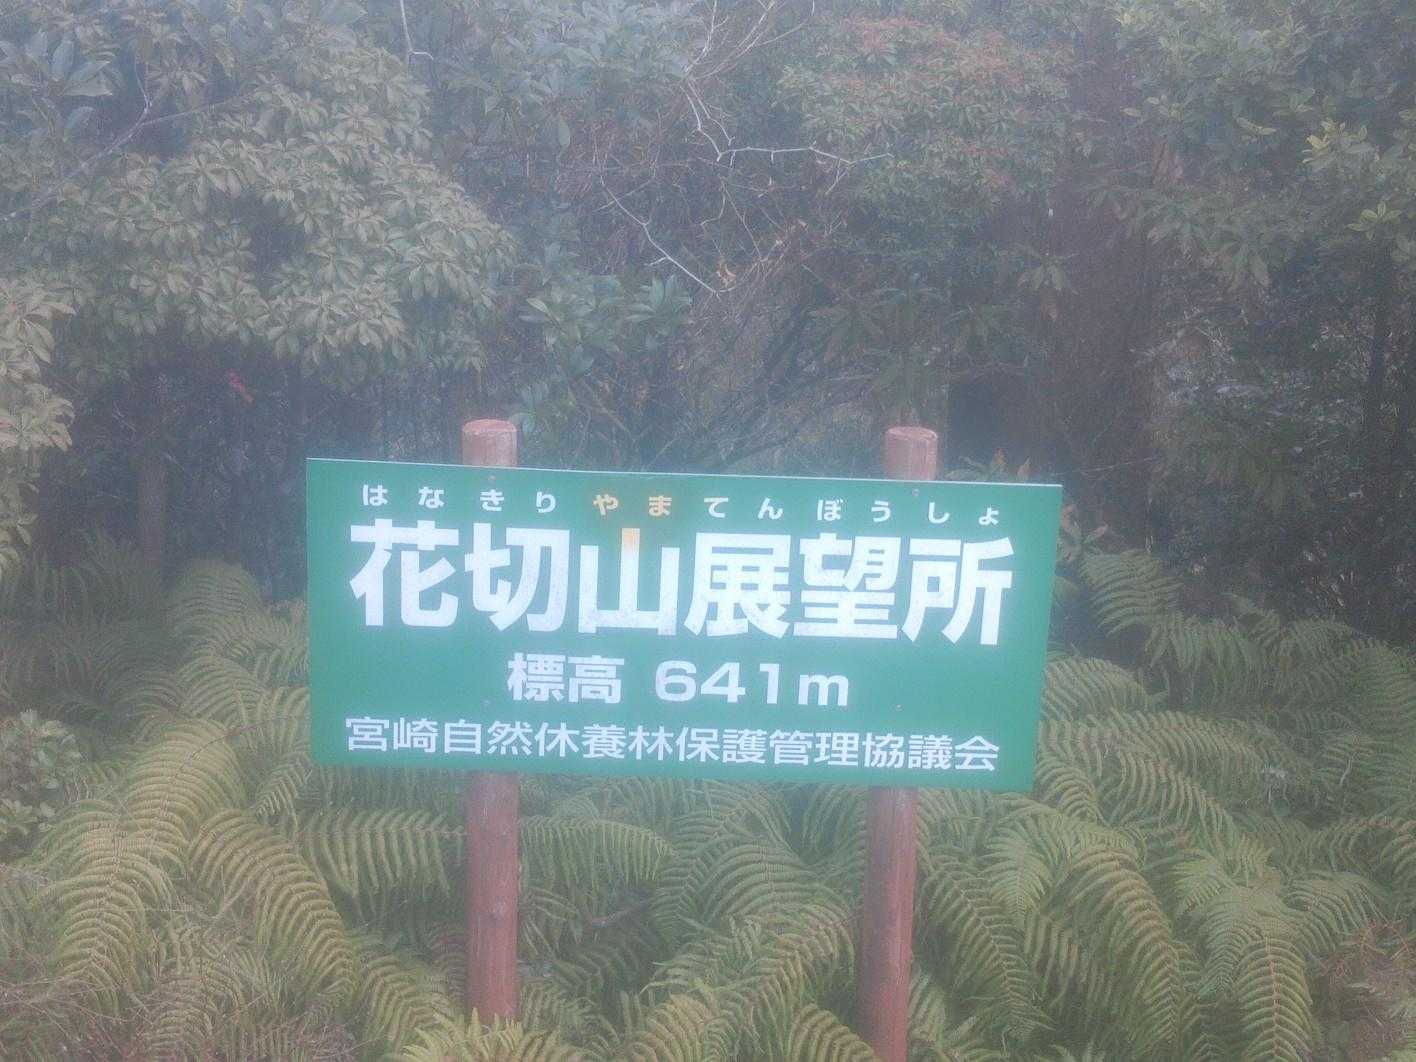 はなきりやまてんぼうしょ
花切山展望所
標高 641m
宮崎自然休養林保護管理協議会